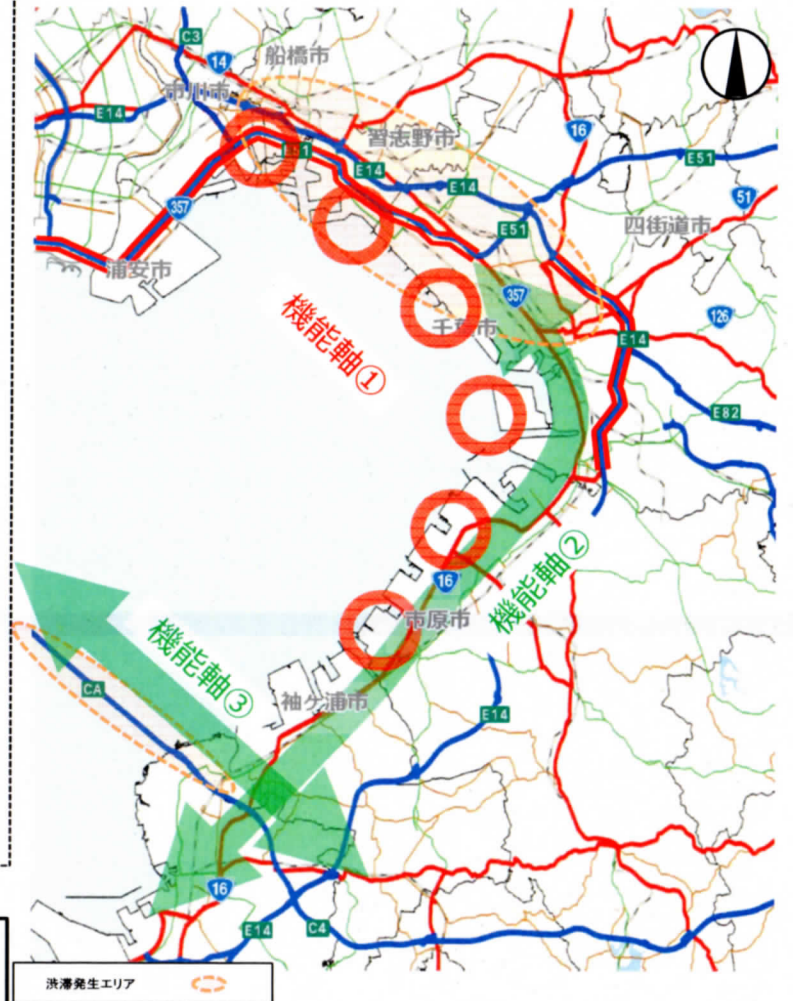 C3
14
船橋市
市川市
E14
習志野市
16
E51
E14
E14
E51
51
357
E51
四街道市
浦安市
357
126
機能軸①
千葉市
E14
E82
機能軸②
16
市原市
機能軸③
CA
袖ヶ浦市
E14
16
E14
C4
渋滞発生エリア